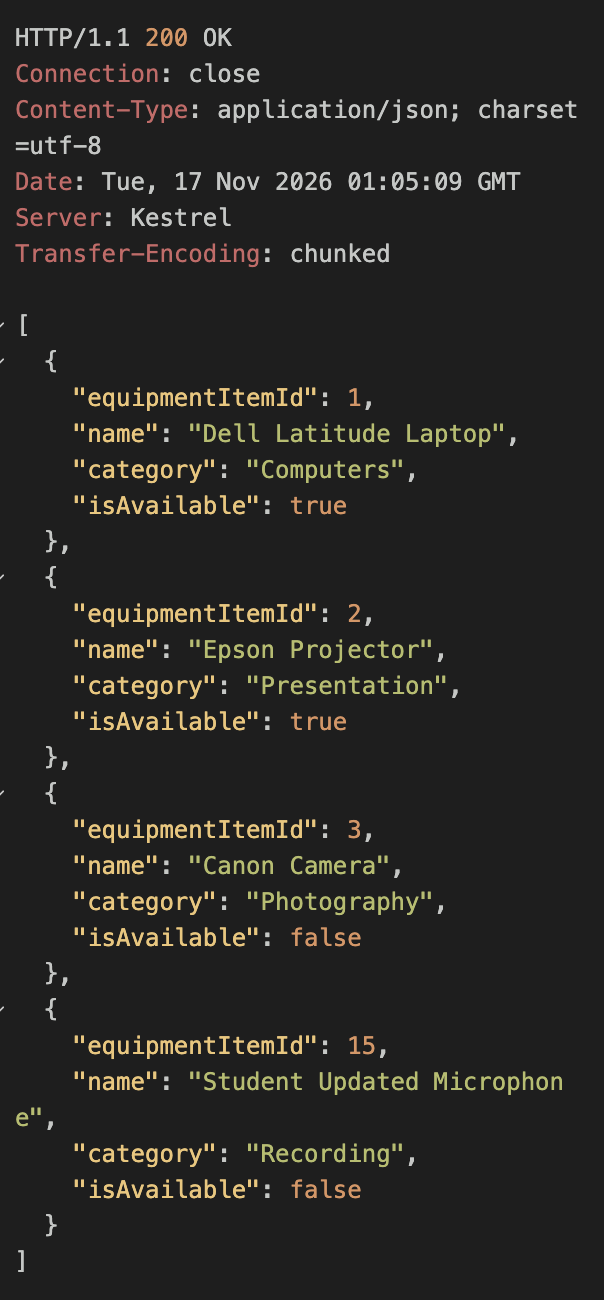 HTTP/1.1 200 OK
Connection: close
Content-Type: application/json; charset
=utf-8
Date: Tue, 17 Nov 2026 01:05:09 GMT
Server: Kestrel
Transfer-Encoding: chunked

[
  {
    "equipmentItemId": 1,
    "name": "Dell Latitude Laptop",
    "category": "Computers",
    "isAvailable": true
  },
  {
    "equipmentItemId": 2,
    "name": "Epson Projector",
    "category": "Presentation",
    "isAvailable": true
  },
  {
    "equipmentItemId": 3,
    "name": "Canon Camera",
    "category": "Photography",
    "isAvailable": false
  },
  {
    "equipmentItemId": 15,
    "name": "Student Updated Microphon
e",
    "category": "Recording",
    "isAvailable": false
  }
]